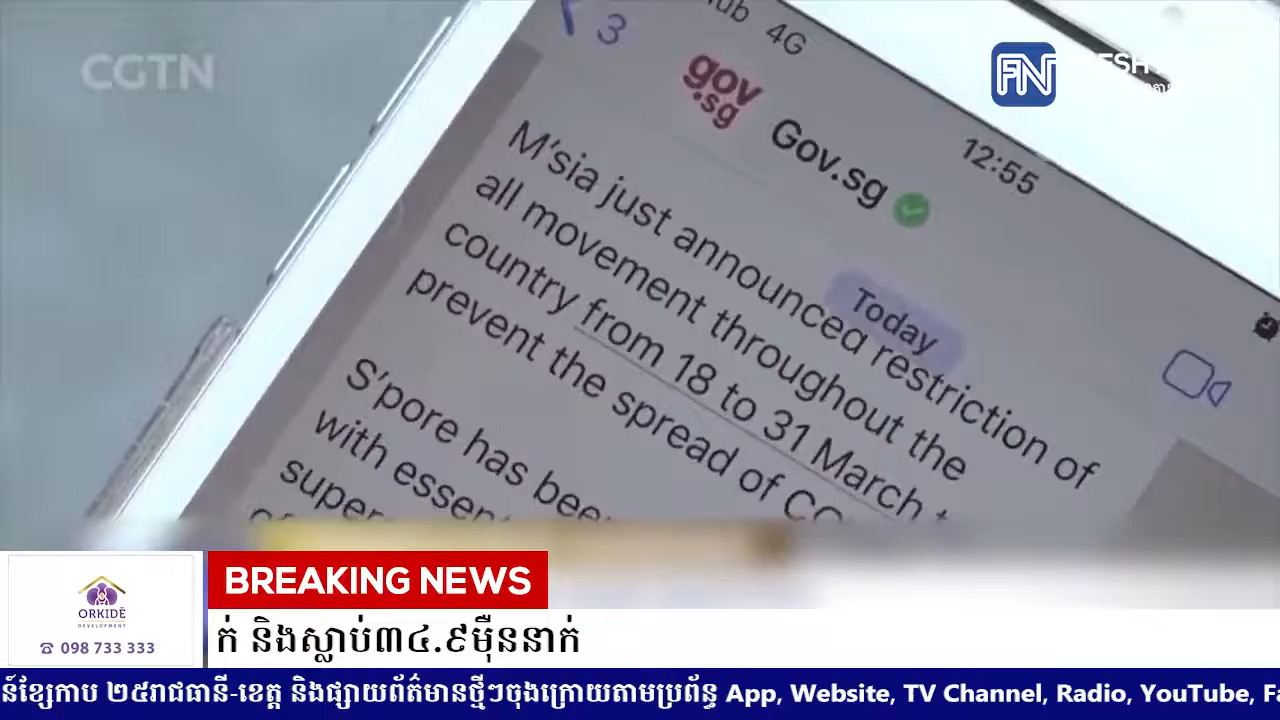 CGTN
FN
3
4G
gov
.sg
Gov.sg
12:55
Today
M'sia just announced restriction of
all movement throughout the
country from 18 to 31 March
prevent the spread of
S'pore has
with
ORKIDĒ
DEVELOPMENT
☏ 098 733 333
BREAKING NEWS
ក់ និងស្លាប់៣៤.៩ម៉ឺននាក់
ន៍ខ្សែកាប ២៥រាជធានី-ខេត្ត និងផ្សាយព័ត៌មានថ្មីៗចុងក្រោយតាមប្រព័ន្ធ App, Website, TV Channel, Radio, YouTube,